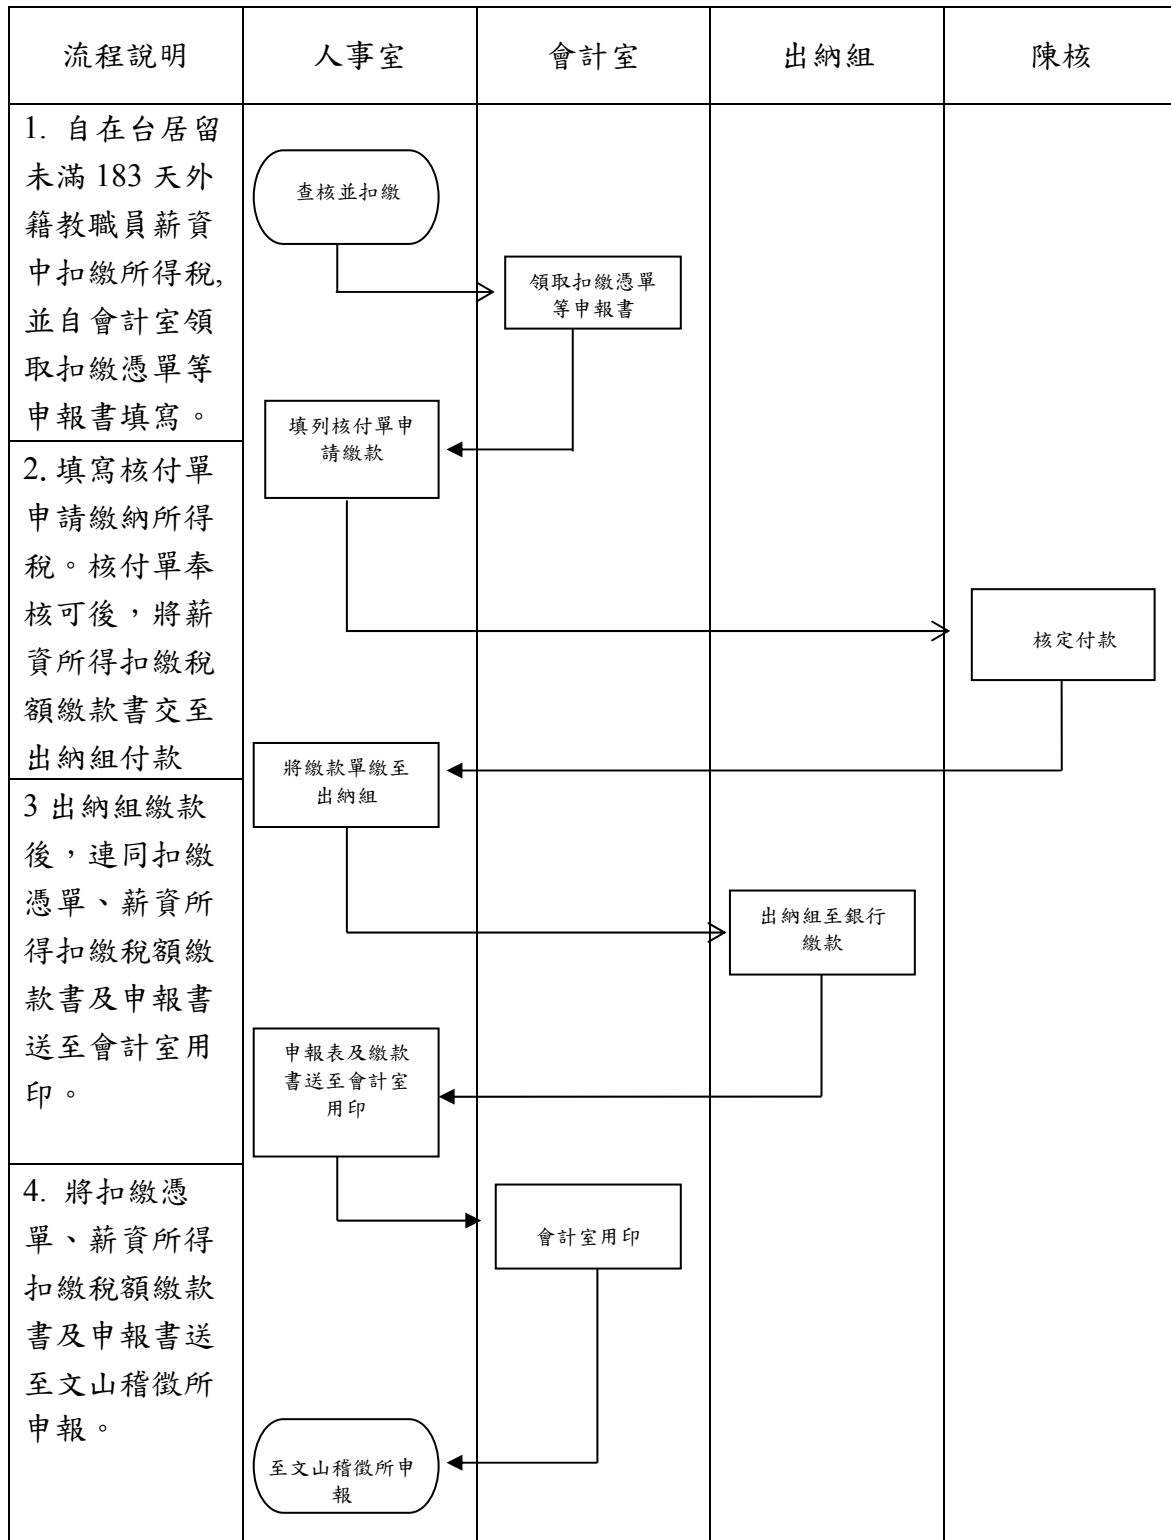 流程說明
人事室
會計室
出納組
陳核
1. 自在台居留
未滿 183 天外
籍教職員薪資
中扣繳所得稅,
並自會計室領
取扣繳憑單等
申報書填寫。
2.填寫核付單
申請繳納所得
稅。核付單奉
核可後，將薪
資所得扣繳稅
額繳款書交至
出納組付款
3 出納組繳款
後，連同扣繳
憑單、薪資所
得扣繳稅額繳
款書及申報書
送至會計室用
印。
4. 將扣繳憑
單、薪資所得
扣繳稅額繳款
書及申報書送
至文山稽徵所
申報。
查核並扣繳
領取扣繳憑單
等申報書
填列核付單申
請繳款
核定付款
將繳款單繳至
出納組
出納組至銀行
繳款
申報表及繳款
書送至會計室
用印
會計室用印
至文山稽徵所申
報